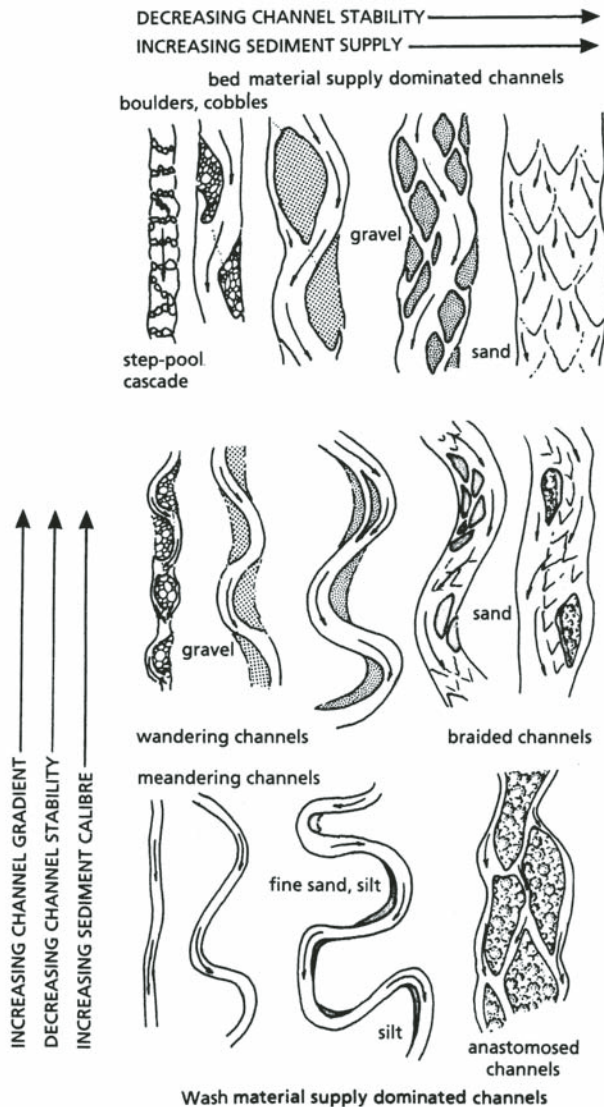 DECREASING CHANNEL STABILITY
INCREASING SEDIMENT SUPPLY
bed material supply dominated channels
boulders, cobbles
gravel
step-pool
cascade
sand
gravel
sand
wandering channels
braided channels
meandering channels
fine sand, silt
silt
anastomosed
channels
Wash material supply dominated channels
INCREASING CHANNEL GRADIENT
DECREASING CHANNEL STABILITY
INCREASING SEDIMENT CALIBRE